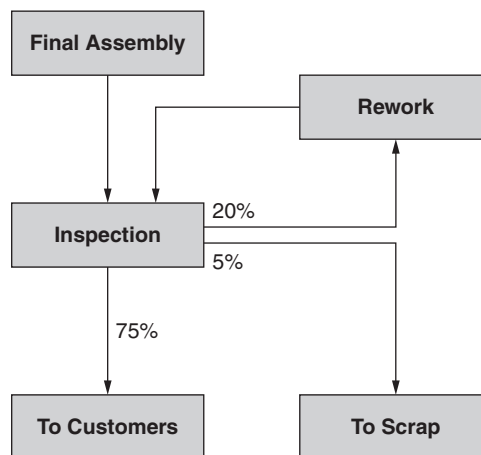 Final Assembly
Rework
20%
Inspection
5%
75%
To Customers
To Scrap